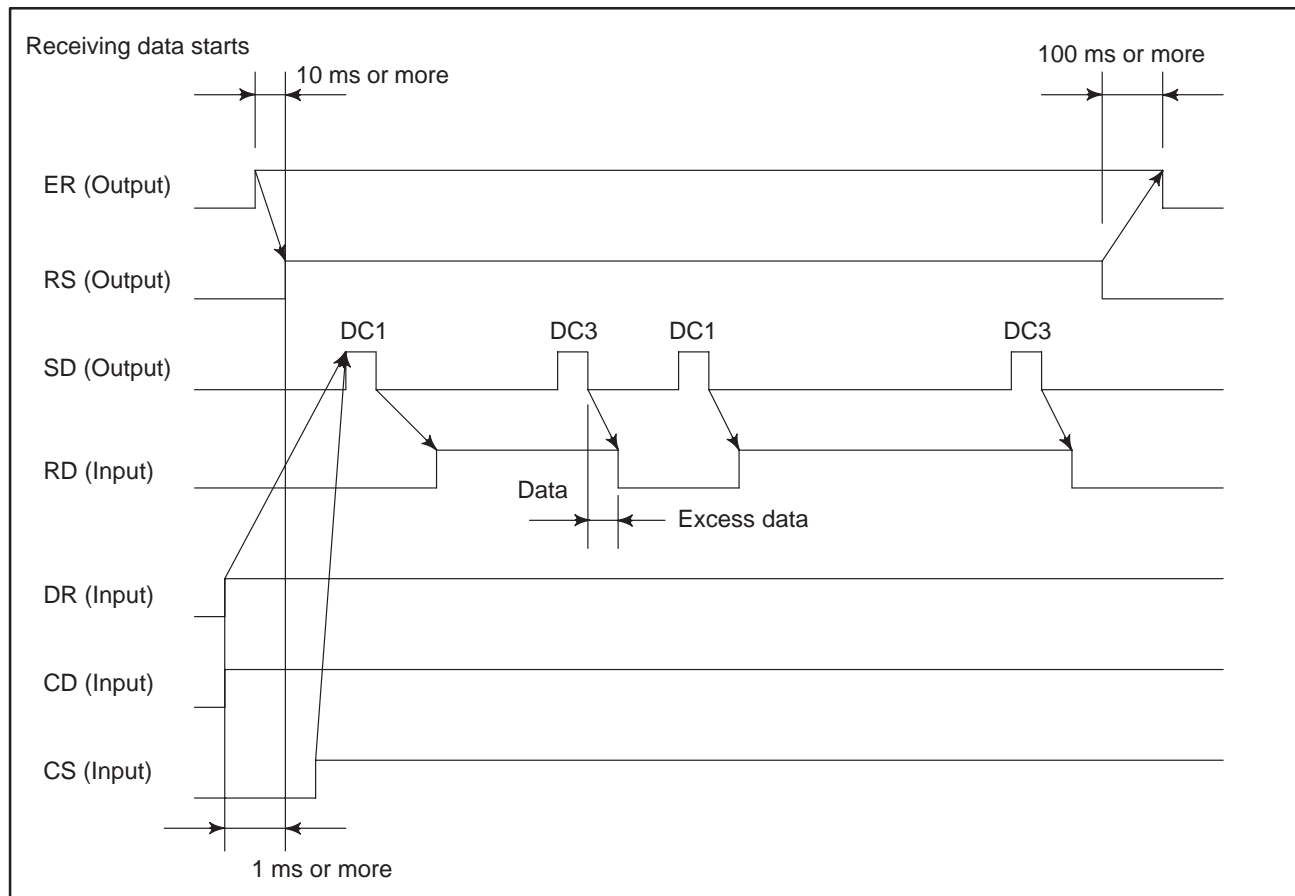 Receiving data starts
10 ms or more
100 ms or more
ER (Output)
RS (Output)
DC1
DC3
DC1
DC3
SD (Output)
RD (Input)
Data
Excess data
DR (Input)
CD (Input)
CS (Input)
1 ms or more